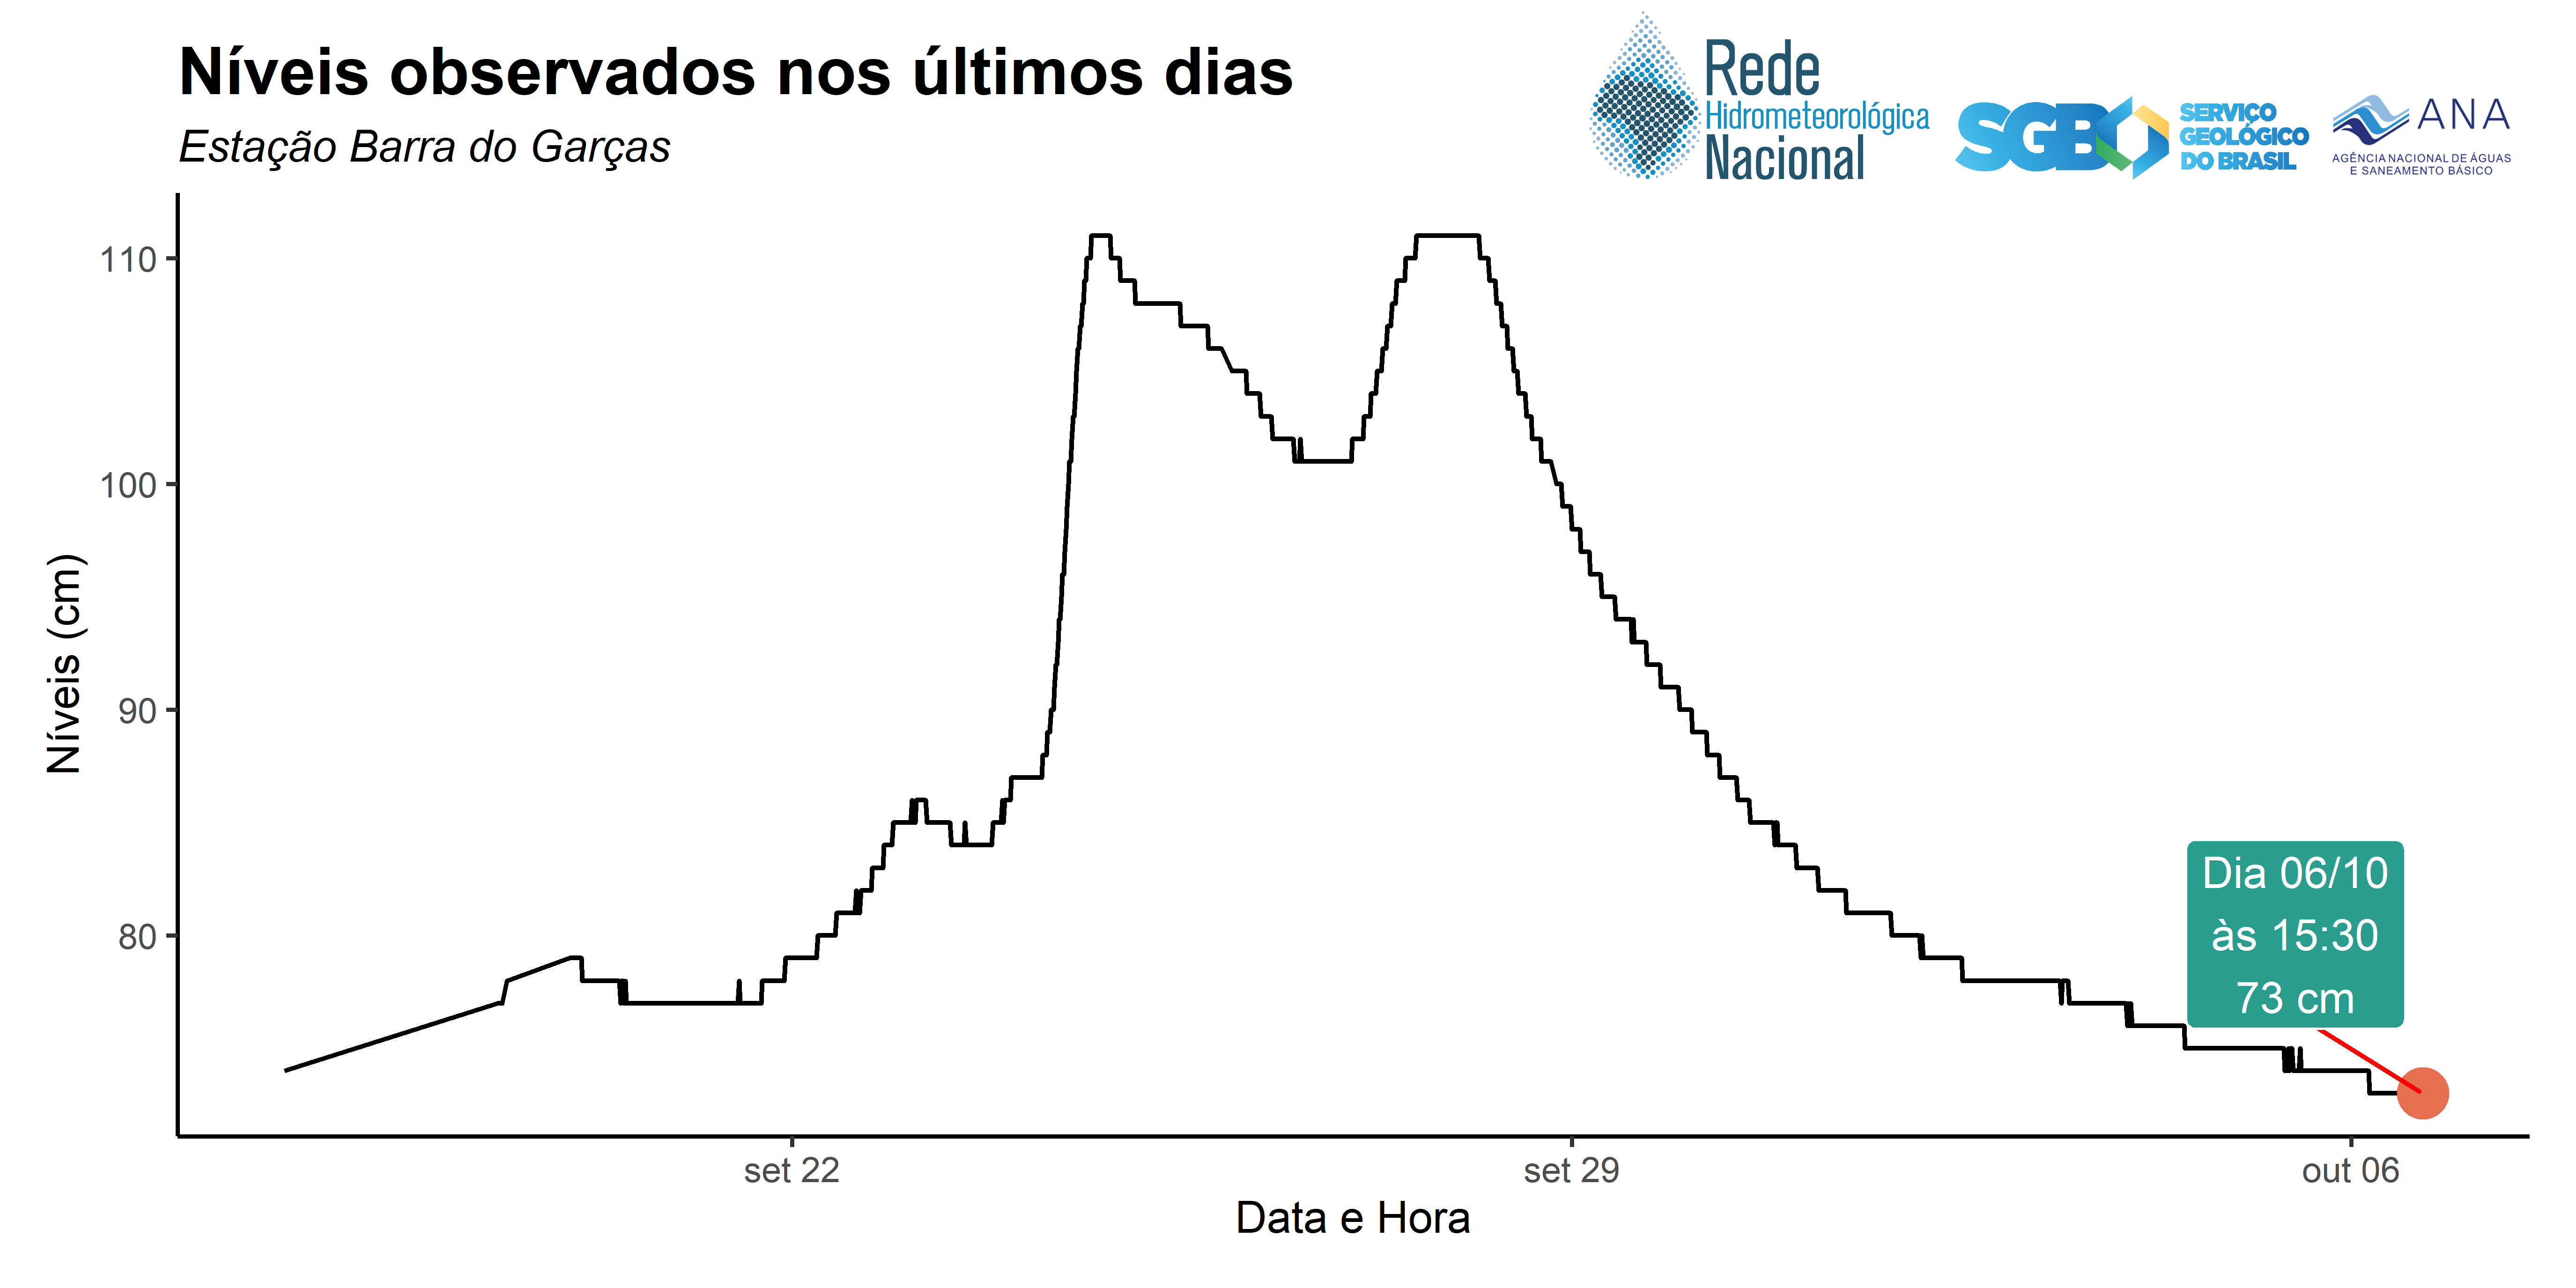 Níveis observados nos últimos dias
Estação Barra do Garças
Rede
Hidrometeorológica
Nacional
SGB
SERVIÇO
GEOLÓGICO
DO BRASIL
ANA
AGÊNCIA NACIONAL DE ÁGUAS
E SANEAMENTO BÁSICO
Níveis (cm)
110
100
90
80
Dia 06/10
às 15:30
73 cm
set 22
set 29
out 06
Data e Hora